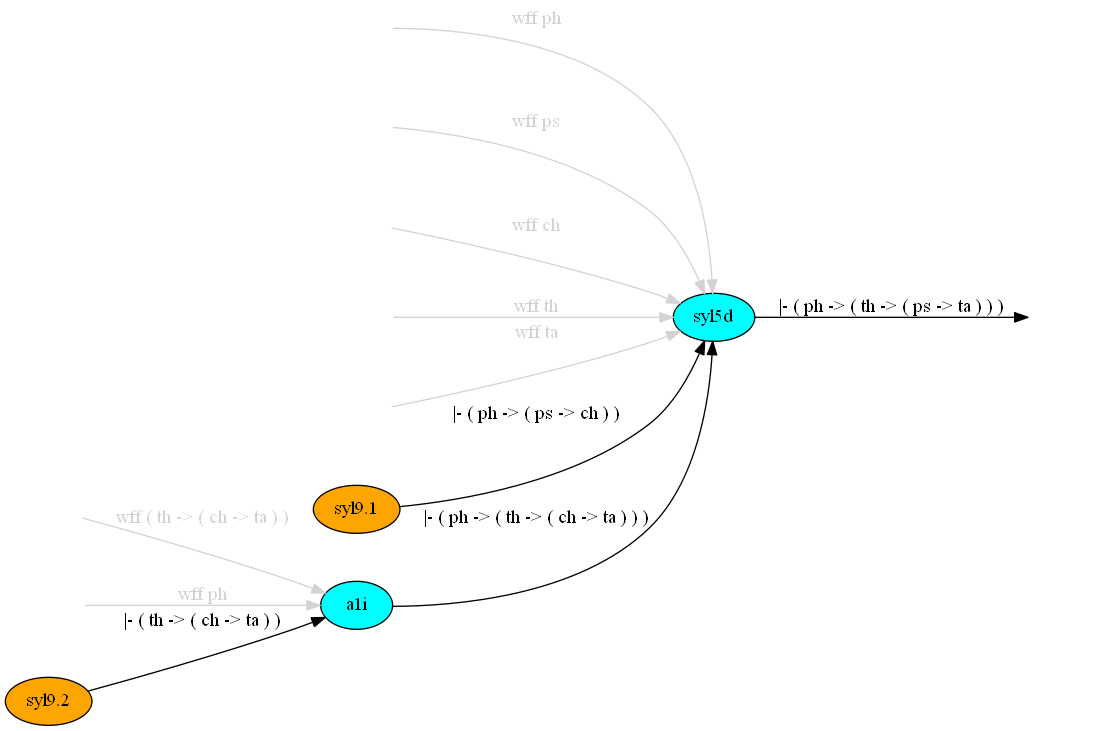 wff ph
wff ps
wff ch
wff th
syl5d
|- ( ph -> ( th -> ( ps -> ta ) ) )
wff ta
|- ( ph -> ( ps -> ch ) )
syl9.1
wff ( th -> ( ch -> ta ) )
|- ( ph -> ( th -> ( ch -> ta ) ) )
wff ph
a1i
|- ( th -> ( ch -> ta ) )
syl9.2